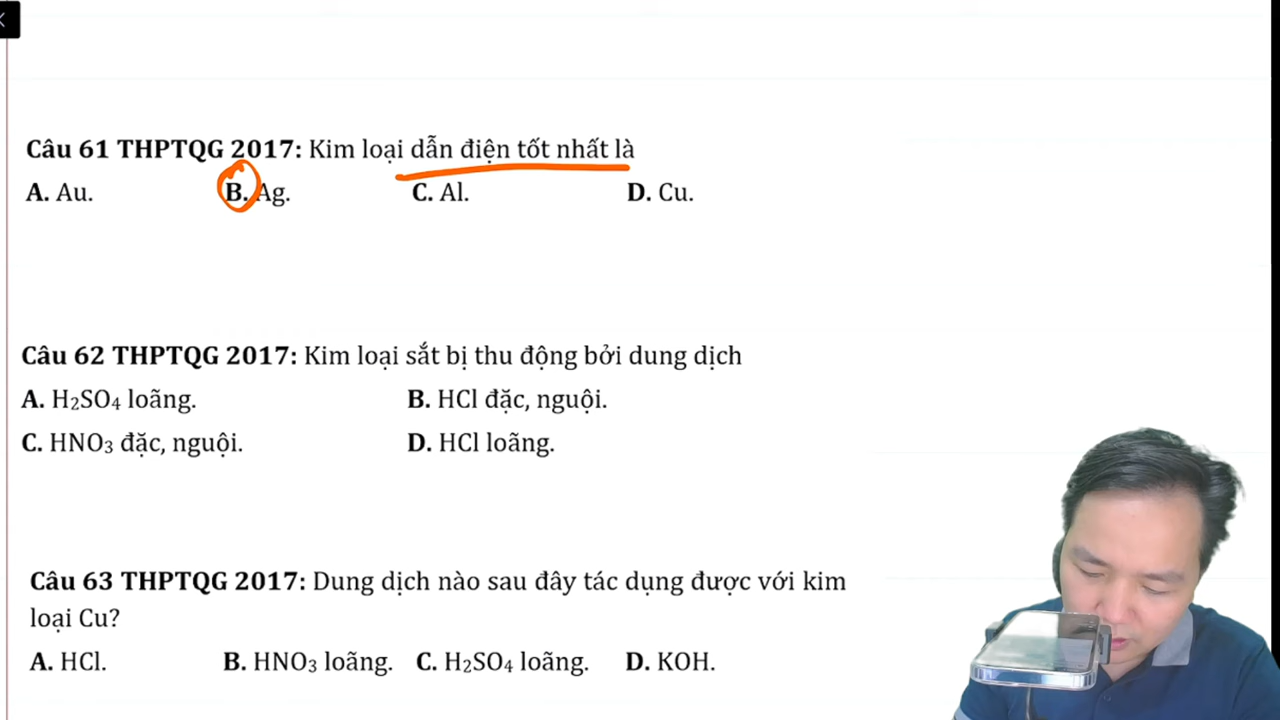 Câu 61 THPTQG 2017: Kim loại dẫn điện tốt nhất là
A. Au. B. Ag. C. Al. D. Cu.
Câu 62 THPTQG 2017: Kim loại sắt bị thu động bởi dung dịch
A. H₂SO₄ loãng. B. HCl đặc, nguội.
C. HNO₃ đặc, nguội. D. HCl loãng.
Câu 63 THPTQG 2017: Dung dịch nào sau đây tác dụng được với kim
loại Cu?
A. HCl. B. HNO₃ loãng. C. H₂SO₄ loãng. D. KOH.